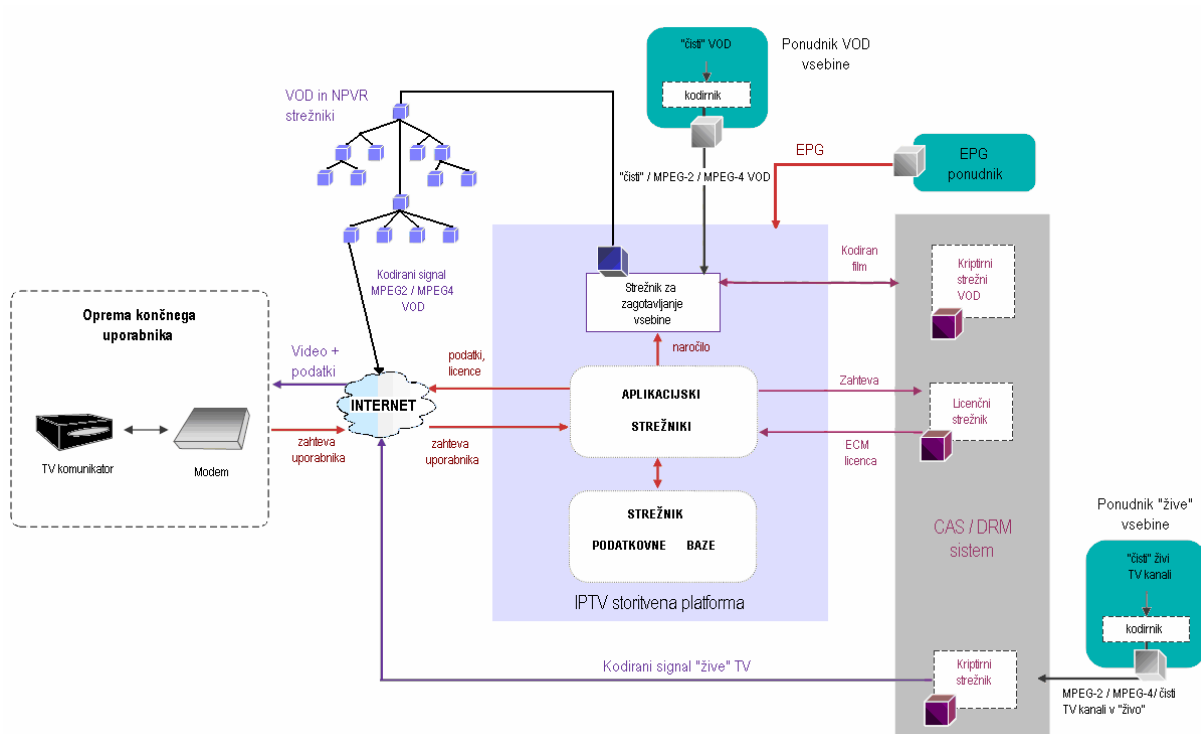 "čisti" VOD
kodirnik
Ponudnik VOD
vsebine
VOD in NPVR
strežniki
EPG
EPG
ponudnik
"čisti" / MPEG-2 / MPEG-4 VOD
Kodirani signal
MPEG2 / MPEG4
VOD
Strežnik za
zagotavljanje
vsebine
Kodiran
film
Kriptirni
strežni
VOD
Oprema končnega
uporabnika
Video +
podatki
podatki,
licence
naročilo
INTERNET
APLIKACIJSKI
STREŽNIKI
Zahteva
Licenčni
strežnik
ECM
licenca
TV komunikator
Modem
zahteva
uporabnika
zahteva
uporabnika
STREŽNIK
PODATKOVNE BAZE
IPTV storitvena platforma
CAS / DRM
sistem
Ponudnik "žive"
vsebine
"čisti" živi
TV kanali
kodirnik
Kodirani signal "žive" TV
Kriptirni
strežnik
MPEG-2 / MPEG-4/ čisti
TV kanali v "živo"